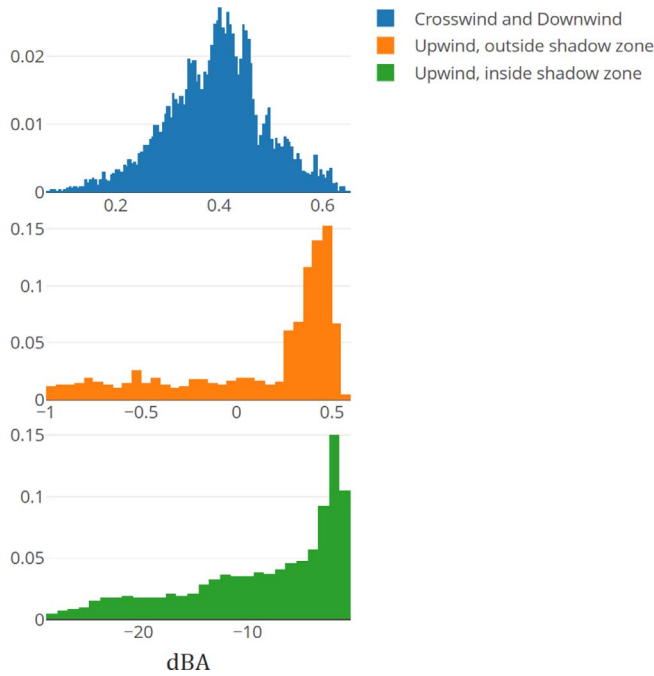 Crosswind and Downwind
Upwind, outside shadow zone
Upwind, inside shadow zone
0.02
0.01
0
0.2 0.4 0.6
0.15
0.1
0.05
0
−1 −0.5 0 0.5
0.15
0.1
0.05
0
−20 −10
dBA